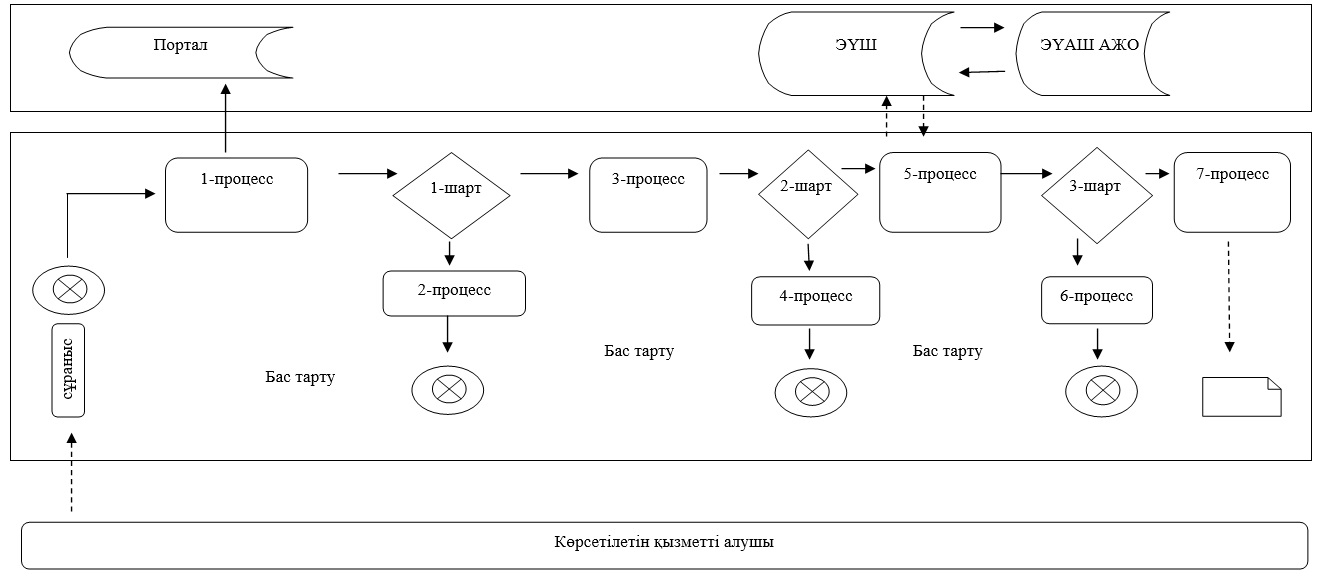 Портал
ЭҮШ
ЭҮАШ АЖО
1-процесс
1-шарт
3-процесс
2-шарт
5-процесс
3-шарт
7-процесс
2-процесс
4-процесс
6-процесс
сұраныс
Бас тарту
Бас тарту
Бас тарту
Көрсетілетін қызметті алушы